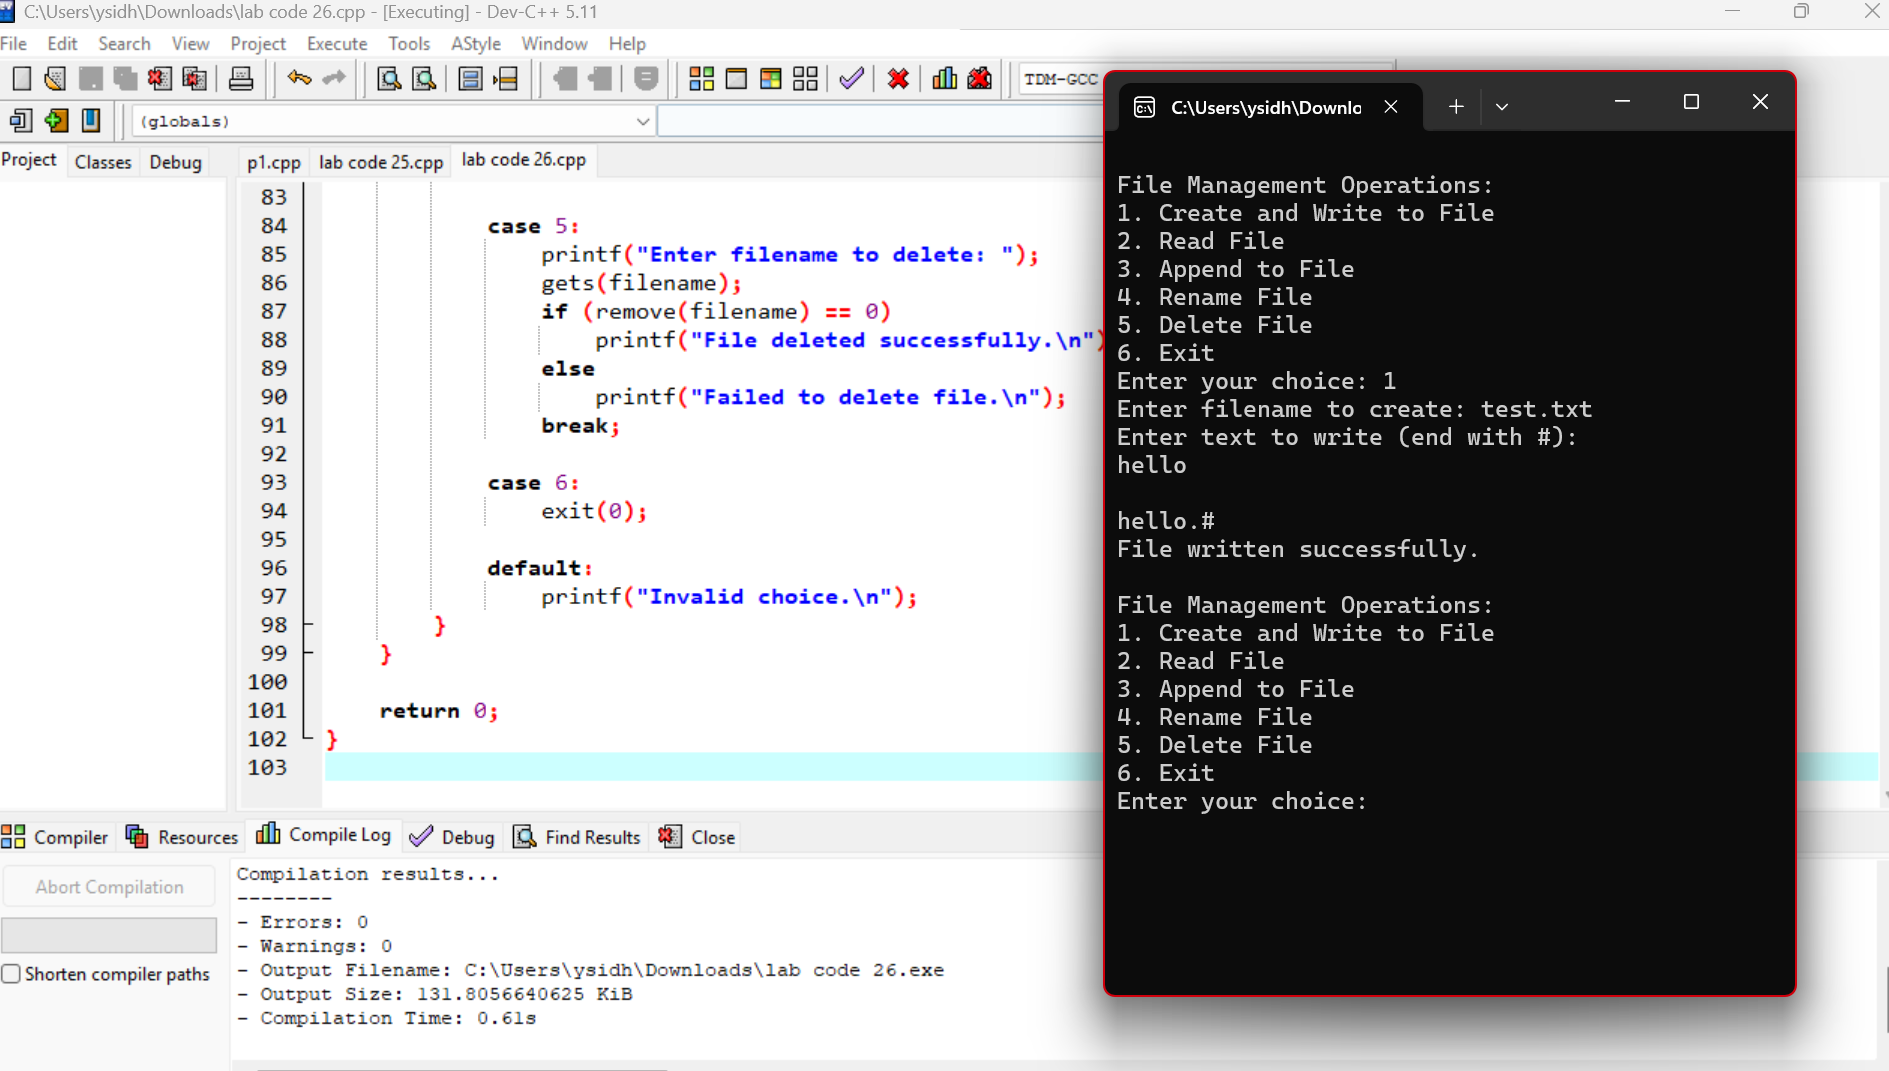 C:\Users\ysidh\Downloads\lab code 26.cpp - [Executing] - Dev-C++ 5.11
File Edit Search View Project Execute Tools AStyle Window Help
TDM-GCC
(globals)
Project Classes Debug
p1.cpp lab code 25.cpp lab code 26.cpp
83
84 case 5:
85 printf("Enter filename to delete: ");
86 gets(filename);
87 if (remove(filename) == 0)
88 printf("File deleted successfully.\n")
89 else
90 printf("Failed to delete file.\n");
91 break;
92
93 case 6:
94 exit(0);
95
96 default:
97 printf("Invalid choice.\n");
98 }
99 }
100
101 return 0;
102 }
103
Compiler Resources Compile Log Debug Find Results Close
Abort Compilation
Shorten compiler paths
Compilation results...
--------
- Errors: 0
- Warnings: 0
- Output Filename: C:\Users\ysidh\Downloads\lab code 26.exe
- Output Size: 131.8056640625 KiB
- Compilation Time: 0.61s
C:\Users\ysidh\Downlo
File Management Operations:
1. Create and Write to File
2. Read File
3. Append to File
4. Rename File
5. Delete File
6. Exit
Enter your choice: 1
Enter filename to create: test.txt
Enter text to write (end with #):
hello
hello.#
File written successfully.
File Management Operations:
1. Create and Write to File
2. Read File
3. Append to File
4. Rename File
5. Delete File
6. Exit
Enter your choice: